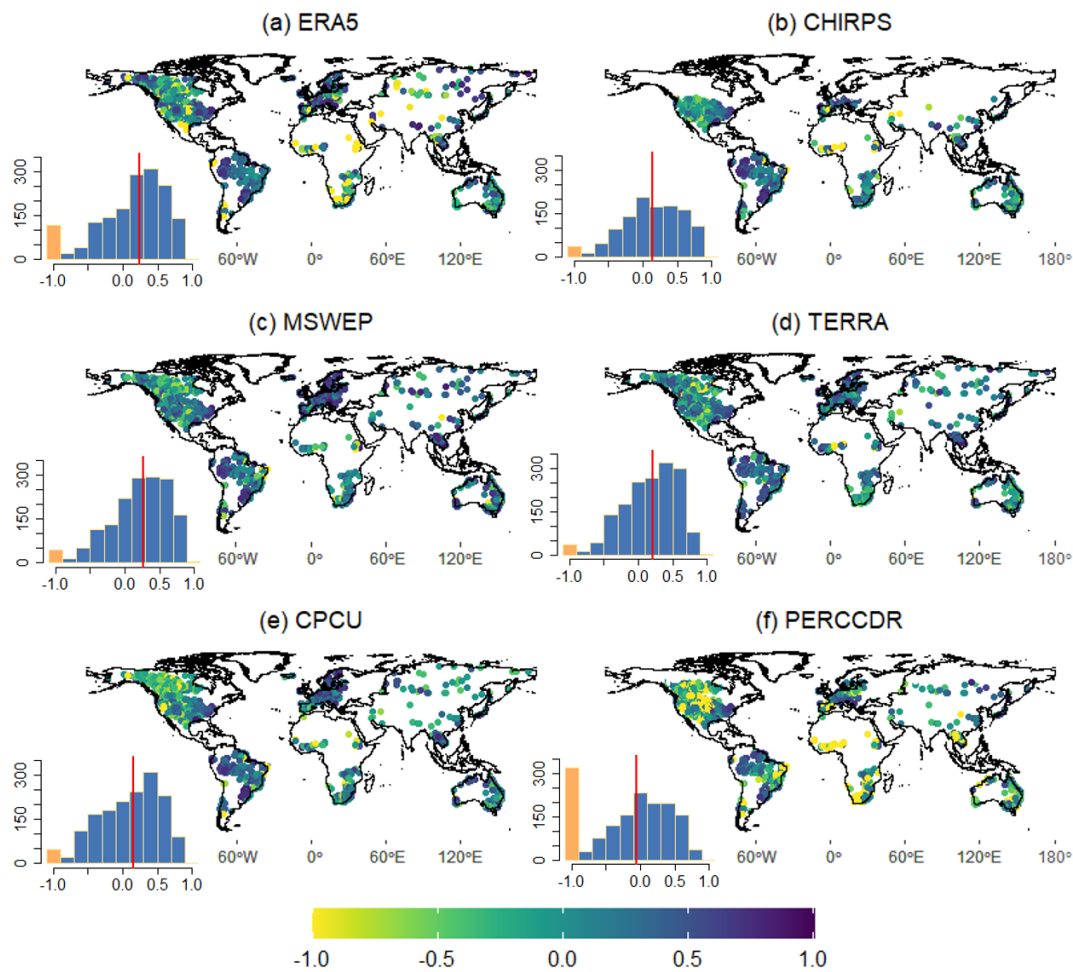 (a) ERA5
(b) CHIRPS
300
150
0
-1.0 0.0 0.5 1.0
60°W 0° 60°E 120°E
300
150
0
-1.0 0.0 0.5 1.0
60°W 0° 60°E 120°E 180°
(c) MSWEP
(d) TERRA
300
150
0
-1.0 0.0 0.5 1.0
60°W 0° 60°E 120°E
300
150
0
-1.0 0.0 0.5 1.0
60°W 0° 60°E 120°E 180°
(e) CPCU
(f) PERCCDR
300
150
0
-1.0 0.0 0.5 1.0
60°W 0° 60°E 120°E
300
150
0
-1.0 0.0 0.5 1.0
60°W 0° 60°E 120°E 180°
-1.0 -0.5 0.0 0.5 1.0